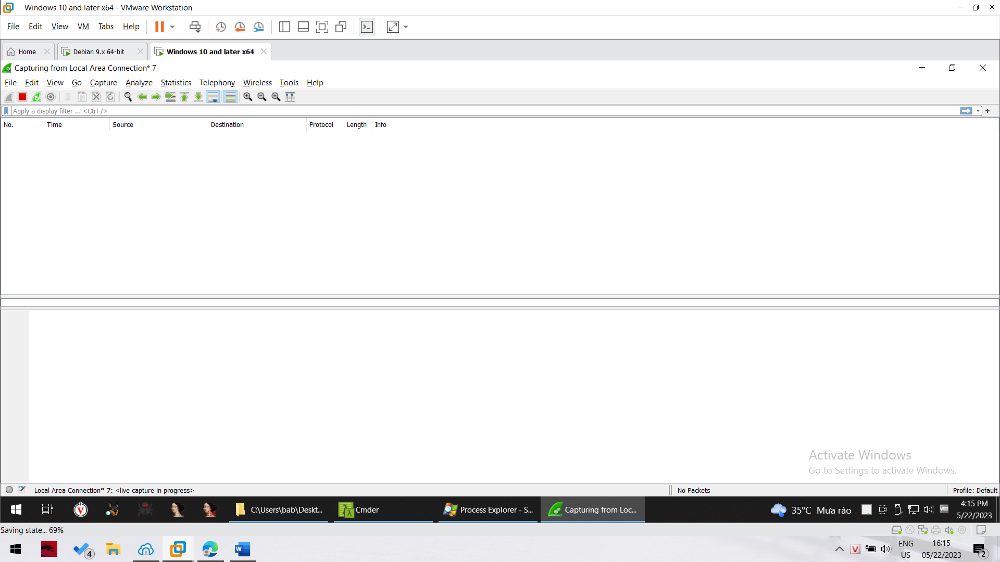 Windows 10 and later x64 - VMware Workstation
File Edit View VM Tabs Help
Home Debian 9.x 64-bit Windows 10 and later x64
Capturing from Local Area Connection* 7
File Edit View Go Capture Analyze Statistics Telephony Wireless Tools Help
Apply a display filter ... <Ctrl-/>
No. Time Source Destination Protocol Length Info
Activate Windows
Go to Settings to activate Windows.
Local Area Connection* 7: <live capture in progress> No Packets Profile: Default
V 64 C:\Users\bab\Deskt... Cmder Process Explorer - S... Capturing from Loc... 35°C Mưa rào vm 4:15 PM
5/22/2023
Saving state... 69%
4 W V ENG 16:15
US 05/22/2023 2